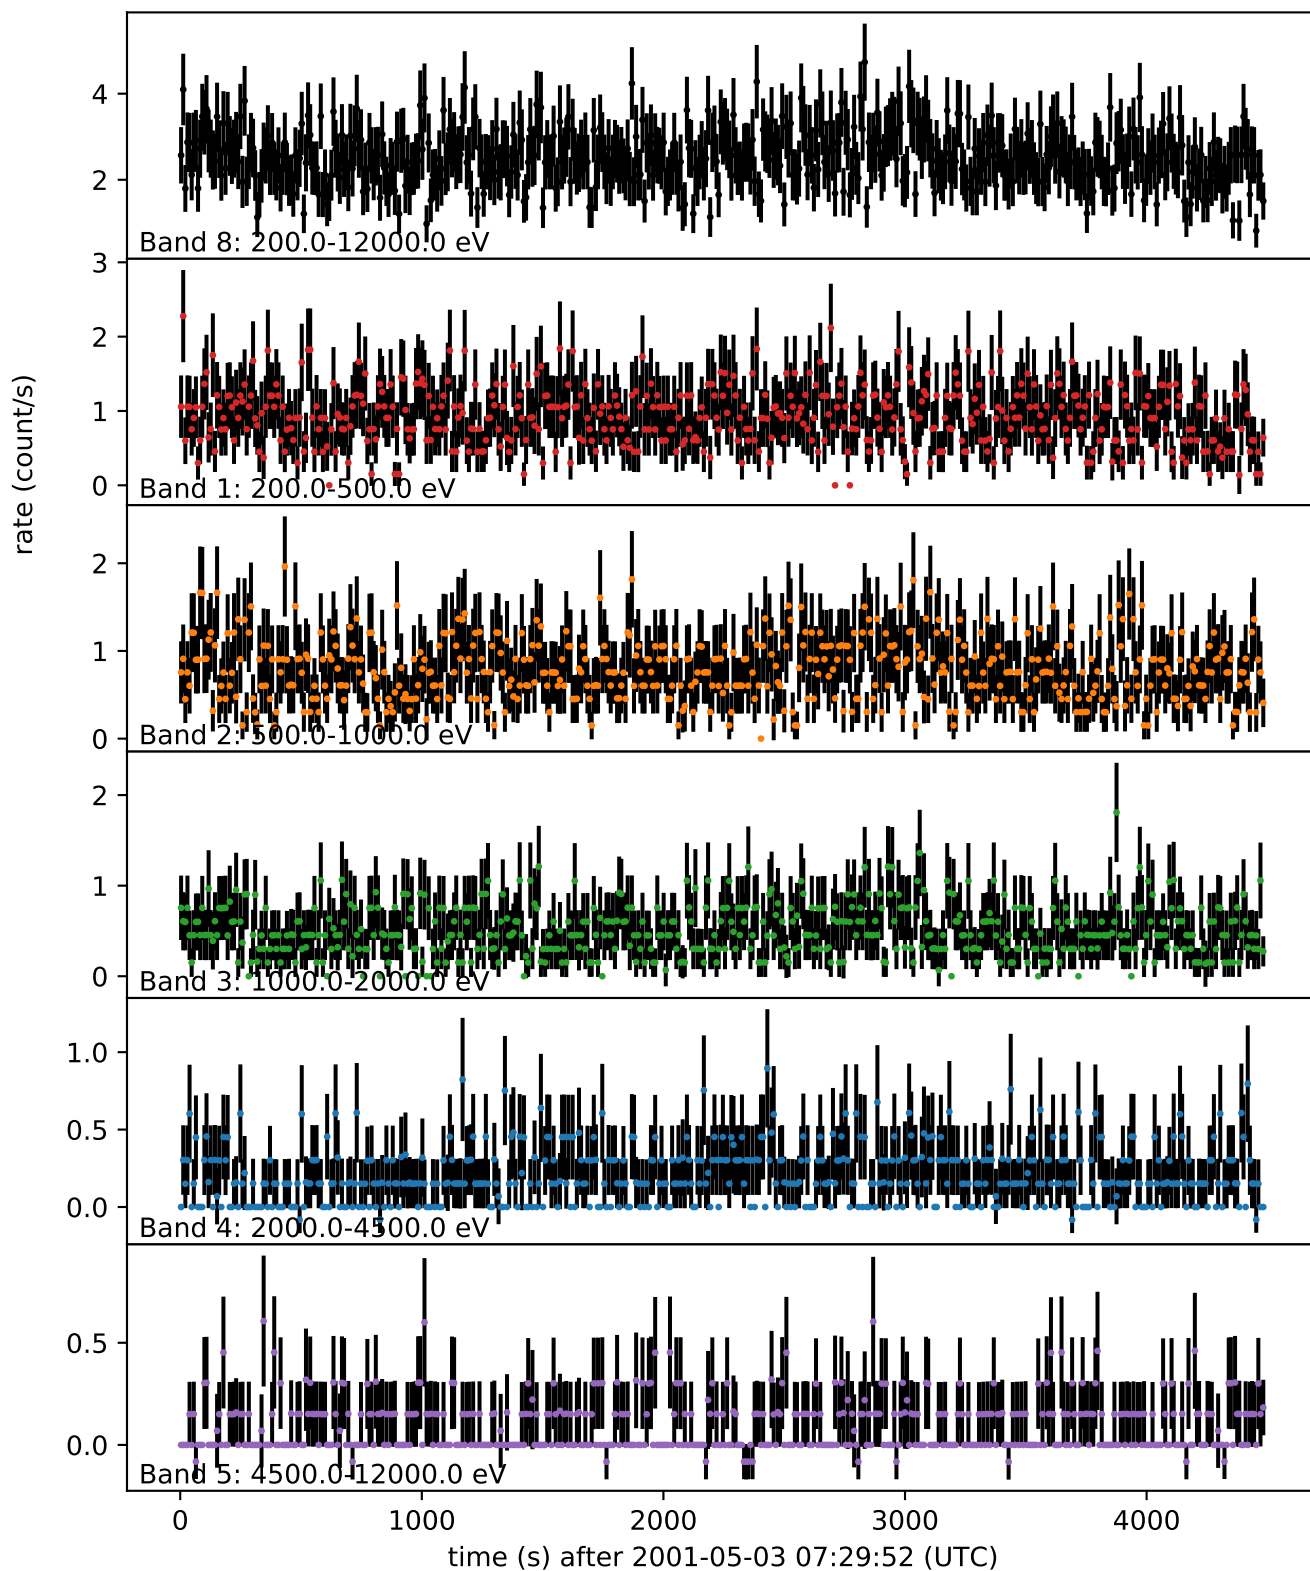 4
2
Band 8: 200.0-12000.0 eV
3
2
1
0
Band 1: 200.0-500.0 eV
rate (count/s)
2
1
0
Band 2: 500.0-1000.0 eV
2
1
0
Band 3: 1000.0-2000.0 eV
1.0
0.5
0.0
Band 4: 2000.0-4500.0 eV
0.5
0.0
Band 5: 4500.0-12000.0 eV
0 1000 2000 3000 4000
time (s) after 2001-05-03 07:29:52 (UTC)